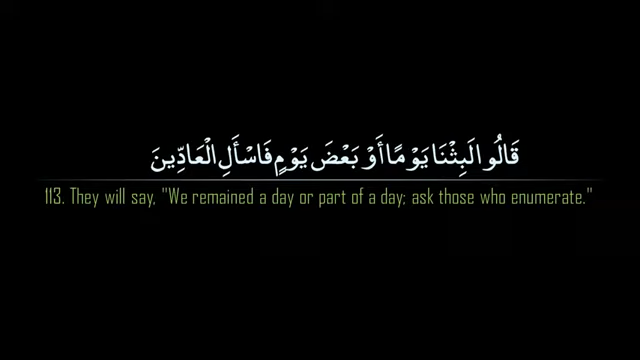 قَالُوا لَبِثْنَا يَوْمًا أَوْ بَعْضَ يَوْمٍ فَاسْأَلِ الْعَادِّينَ
113. They will say, "We remained a day or part of a day; ask those who enumerate."